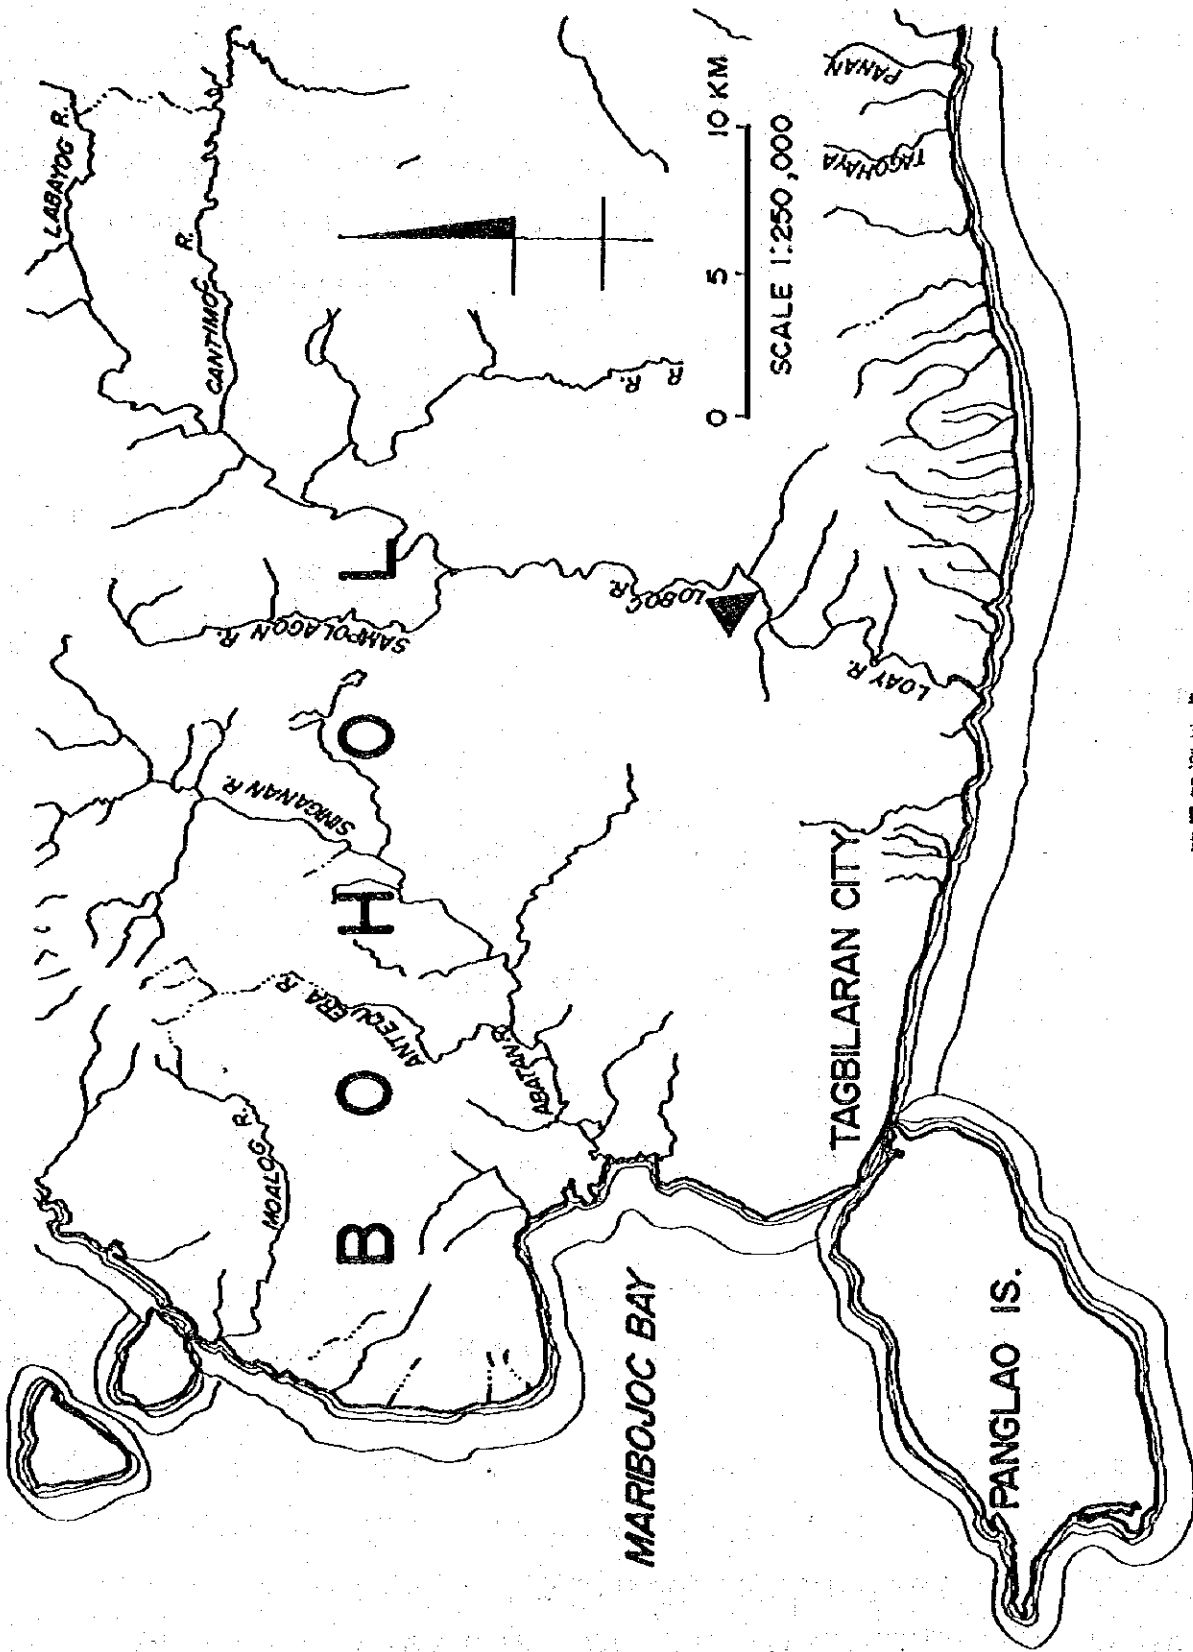 LABAYOG R.
CANTIMOC R.
SAMPOLAGON R.
SIMGANAN R.
ANTEQUERA R.
MOALOG R.
ABATAN R.
BOHOL
R.
R.
LOBOC R.
LOAY R.
0 5 10 KM
SCALE 1:250,000
TAGOHAYA
PANAN
MARIBOJOC BAY
TAGBILARAN CITY
PANGLAO IS.